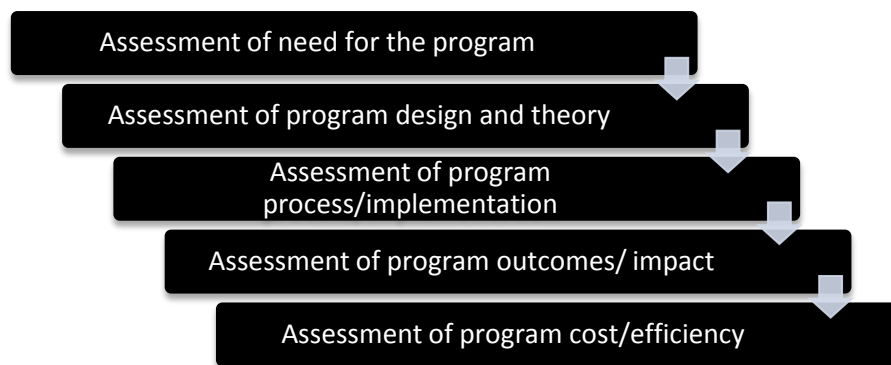 Assessment of need for the program
Assessment of program design and theory
Assessment of program
process/implementation
Assessment of program outcomes/ impact
Assessment of program cost/efficiency